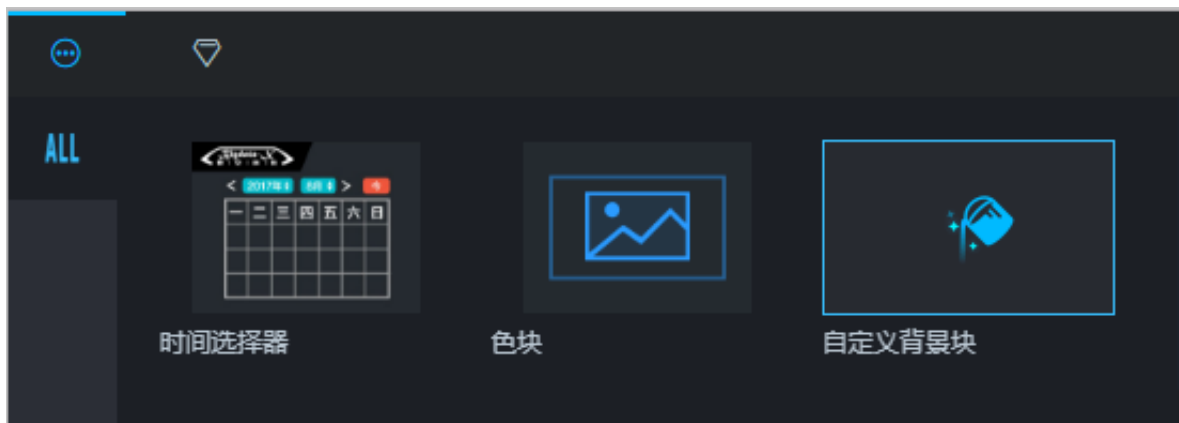 ALL
< 2017年 8月 > 今
一 二 三 四 五 六 日
时间选择器
色块
自定义背景块